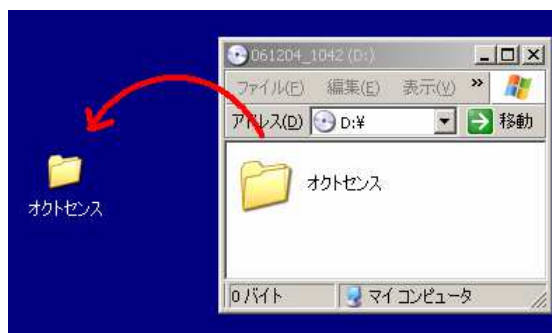 061204_1042 (D:)
ファイル(F) 編集(E) 表示(V) »
アドレス(D) D:¥ 移動
オクトセンス
オクトセンス
0 バイト マイ コンピュータ